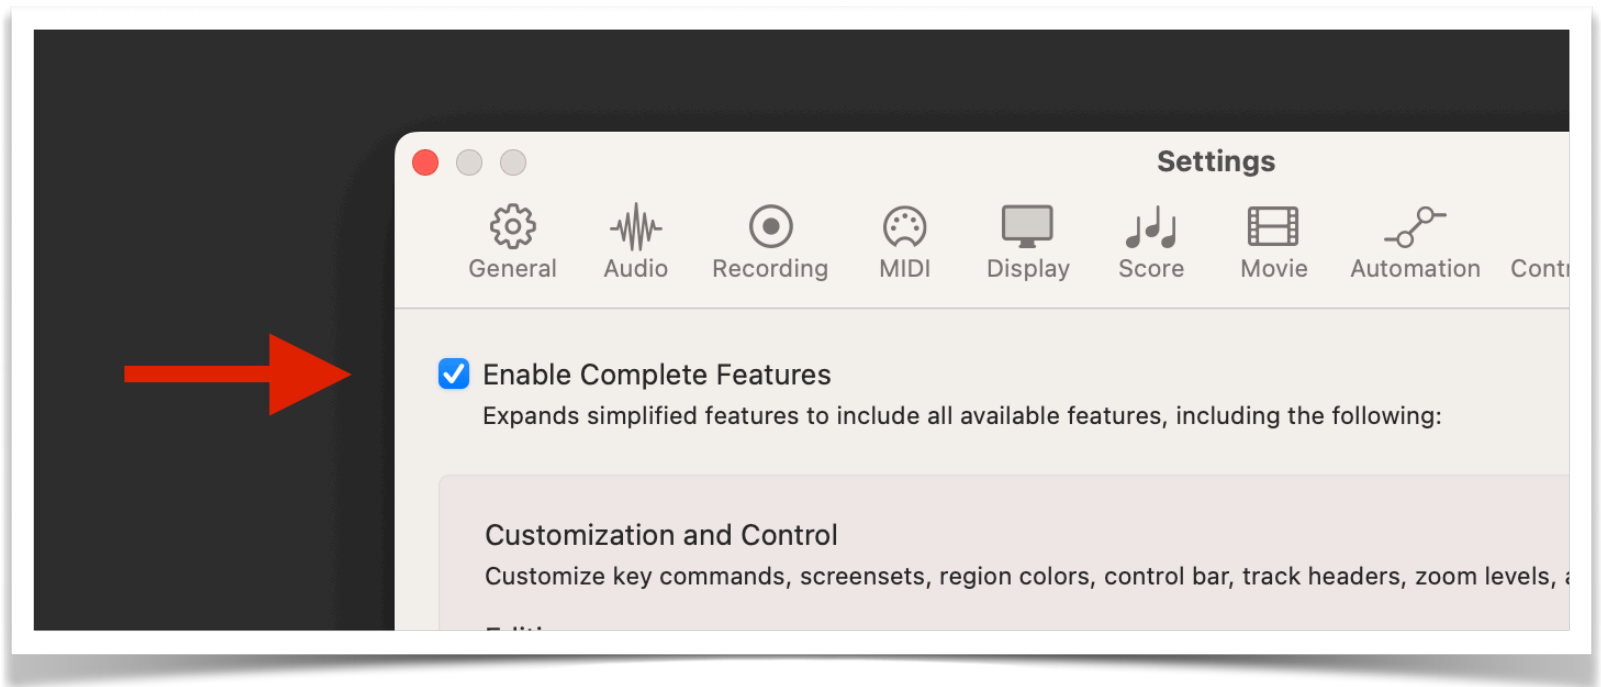 Settings
General Audio Recording MIDI Display Score Movie Automation
Enable Complete Features
Expands simplified features to include all available features, including the following:
Customization and Control
Customize key commands, screensets, region colors, control bar, track headers, zoom levels,